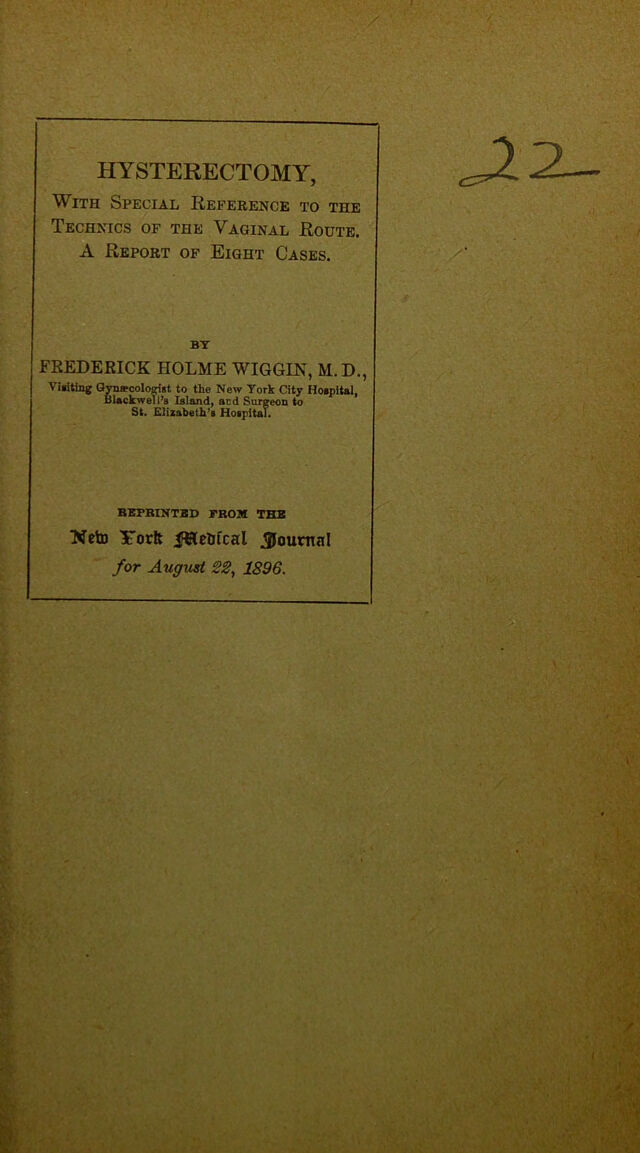 HYSTERECTOMY,
WITH SPECIAL REFERENCE TO THE
TECHNICS OF THE VAGINAL ROUTE.
A REPORT OF EIGHT CASES.
BY
FREDERICK HOLME WIGGIN, M. D.,
Visiting Gynæcologist to the New York City Hospital,
Blackwell's Island, and Surgeon to
St. Elizabeth's Hospital.
REPRINTED FROM THE
New York Medical Journal
for August 22, 1896.
22